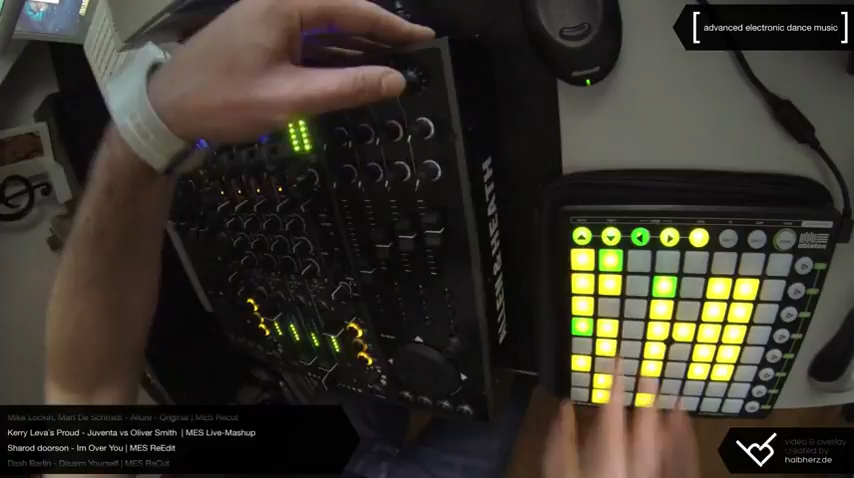 [ advanced electronic dance music ]
ALLEN&HEATH
ableton
Mike Lockin, Mart De Schmidt - Allure - Original | MES Recut
Kerry Leva's Proud - Juventa vs Oliver Smith | MES Live-Mashup
Sharod doorson - Im Over You | MES ReEdit
Dash Berlin - Disarm Yourself | MES ReCut
video & overlay
created by
halbherz.de